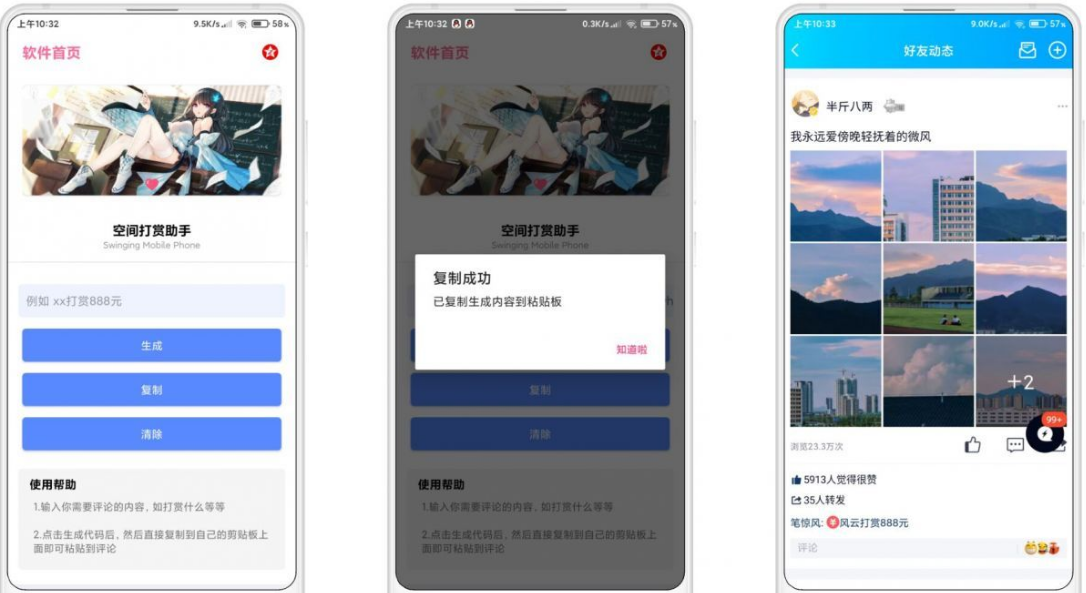 上午10:32
9.5K/s
58%
软件首页
空间打赏助手
Swinging Mobile Phone
例如 xx打赏888元
生成
复制
清除
使用帮助
1.输入你需要评论的内容, 如打赏什么等等
2.点击生成代码后, 然后直接复制到自己的剪贴板上
面即可粘贴到评论
上午10:32
0.3K/s
57%
软件首页
空间打赏助手
Swinging Mobile Phone
复制成功
已复制生成内容到粘贴板
知道啦
复制
清除
使用帮助
1.输入你需要评论的内容, 如打赏什么等等
2.点击生成代码后, 然后直接复制到自己的剪贴板上
面即可粘贴到评论
上午10:33
9.0K/s
57%
好友动态
半斤八两
我永远爱傍晚轻抚着的微风
+2
99+
浏览23.3万次
5913人觉得很赞
35人转发
笔惊风: 风云打赏888元
评论